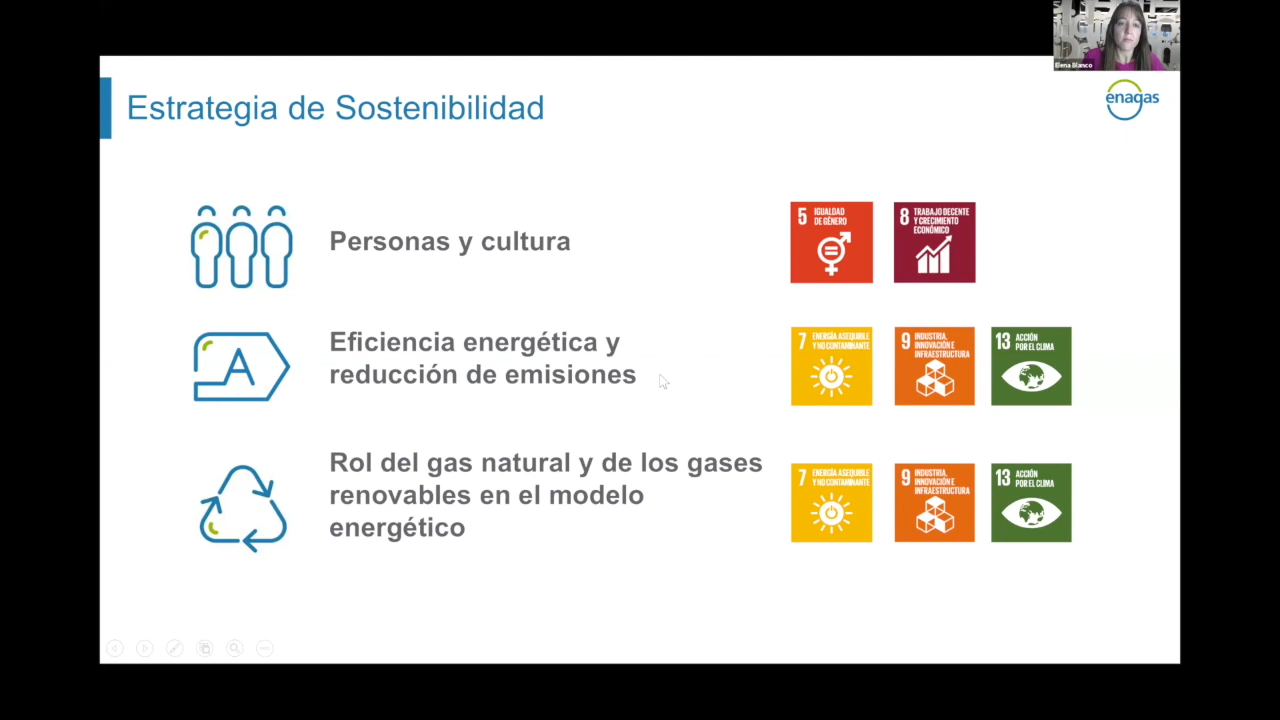 Elena Blanco
Estrategia de Sostenibilidad
enagas
Personas y cultura
5 IGUALDAD
DE GÉNERO
8 TRABAJO DECENTE
Y CRECIMIENTO
ECONÓMICO
Eficiencia energética y
reducción de emisiones
A
7 ENERGÍA ASEQUIBLE
Y NO CONTAMINANTE
9 INDUSTRIA,
INNOVACIÓN E
INFRAESTRUCTURA
13 ACCIÓN
POR EL CLIMA
Rol del gas natural y de los gases
renovables en el modelo
energético
7 ENERGÍA ASEQUIBLE
Y NO CONTAMINANTE
9 INDUSTRIA,
INNOVACIÓN E
INFRAESTRUCTURA
13 ACCIÓN
POR EL CLIMA